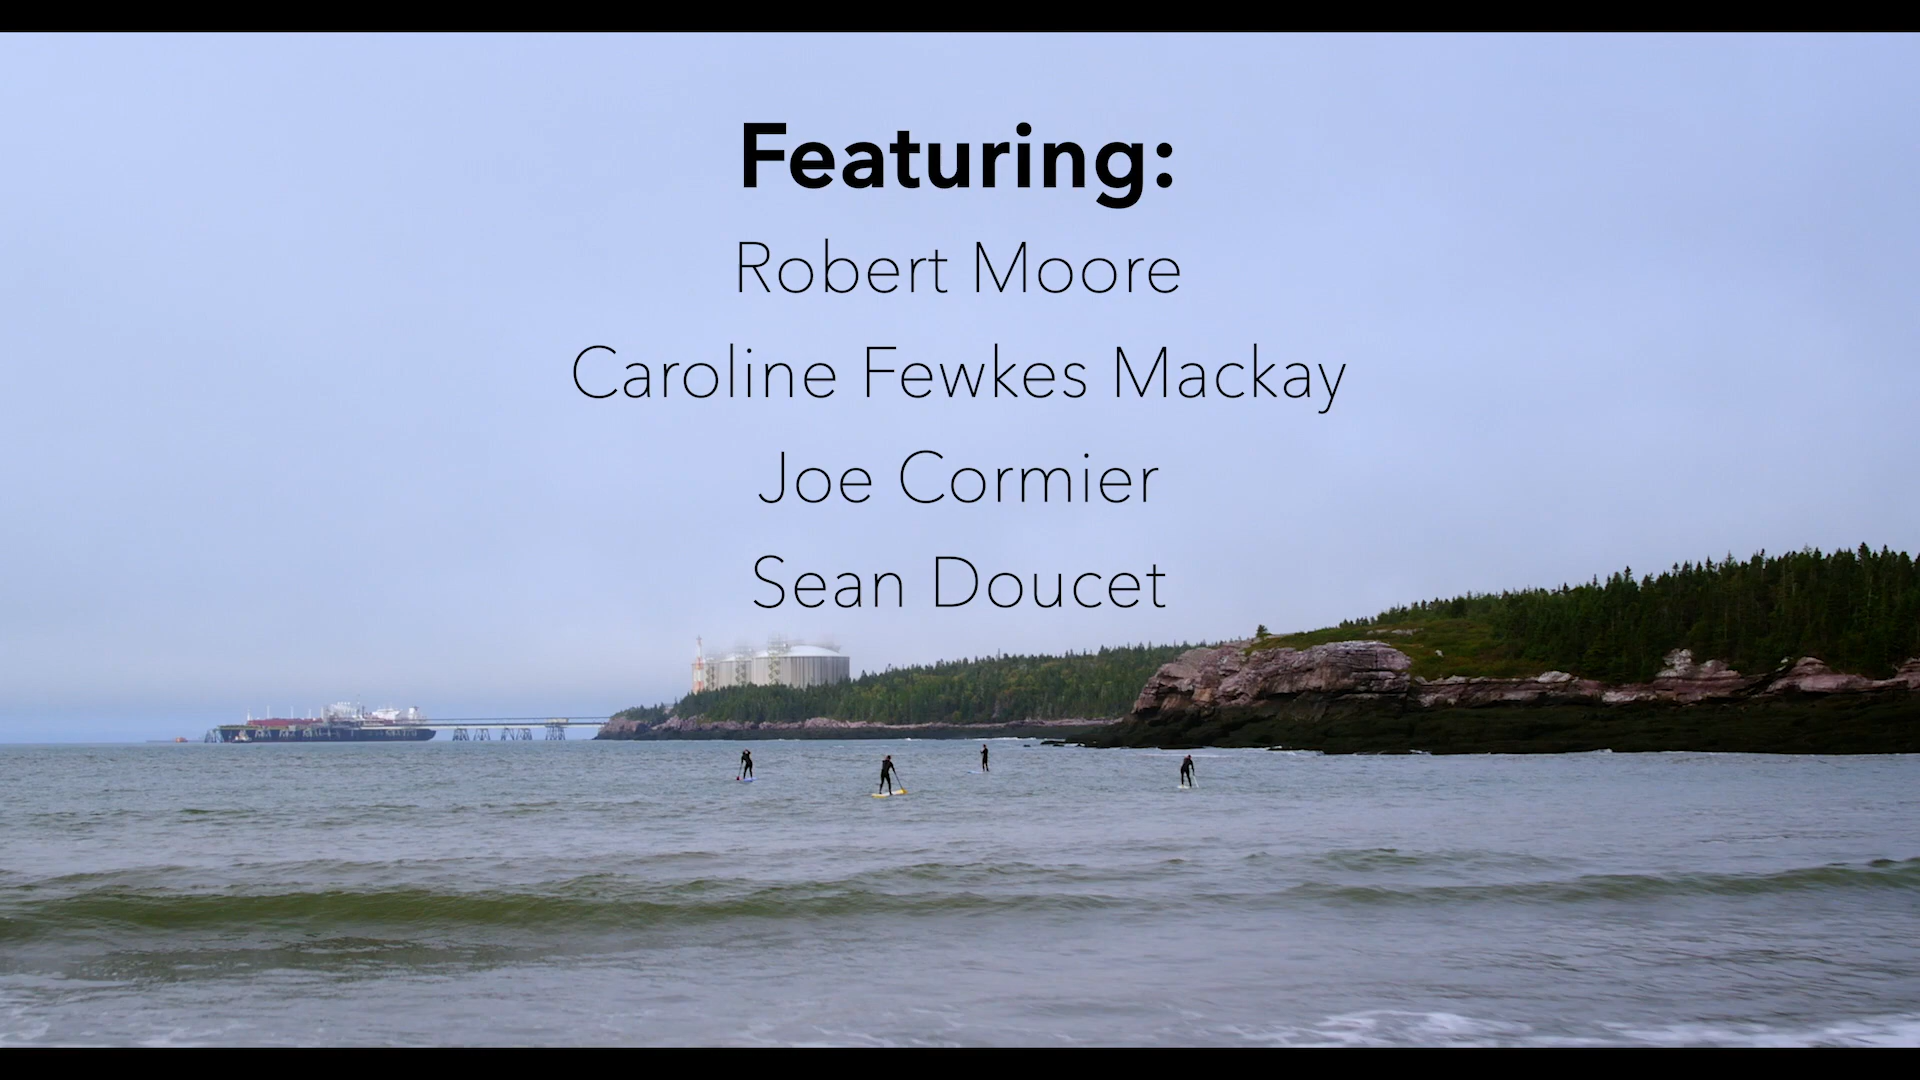 Featuring:
Robert Moore
Caroline Fewkes Mackay
Joe Cormier
Sean Doucet